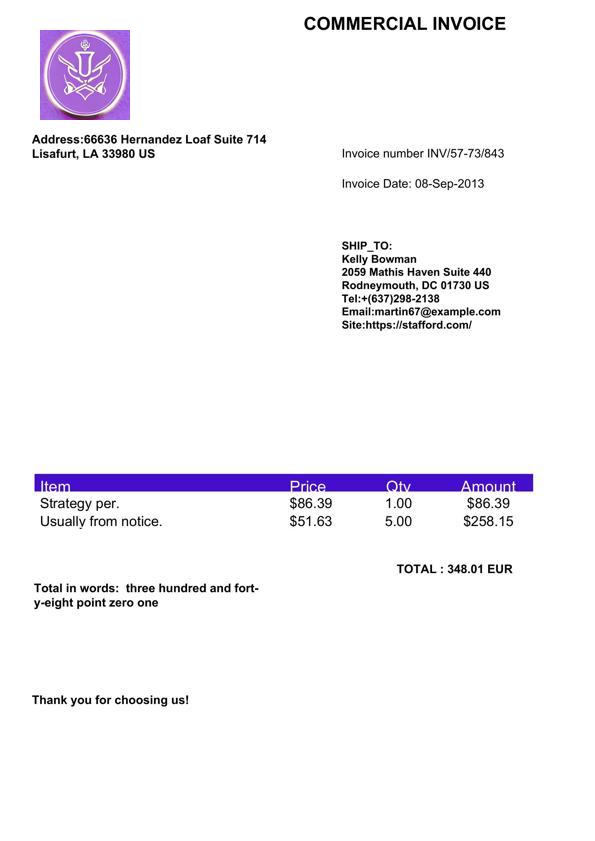 COMMERCIAL INVOICE
Address:66636 Hernandez Loaf Suite 714
Lisafurt, LA 33980 US
Invoice number INV/57-73/843
Invoice Date: 08-Sep-2013
SHIP_TO:
Kelly Bowman
2059 Mathis Haven Suite 440
Rodneymouth, DC 01730 US
Tel:+(637)298-2138
Email:martin67@example.com
Site:https://stafford.com/
Item Price Qty Amount
Strategy per. $86.39 1.00 $86.39
Usually from notice. $51.63 5.00 $258.15
TOTAL : 348.01 EUR
Total in words:  three hundred and fort-
y-eight point zero one
Thank you for choosing us!